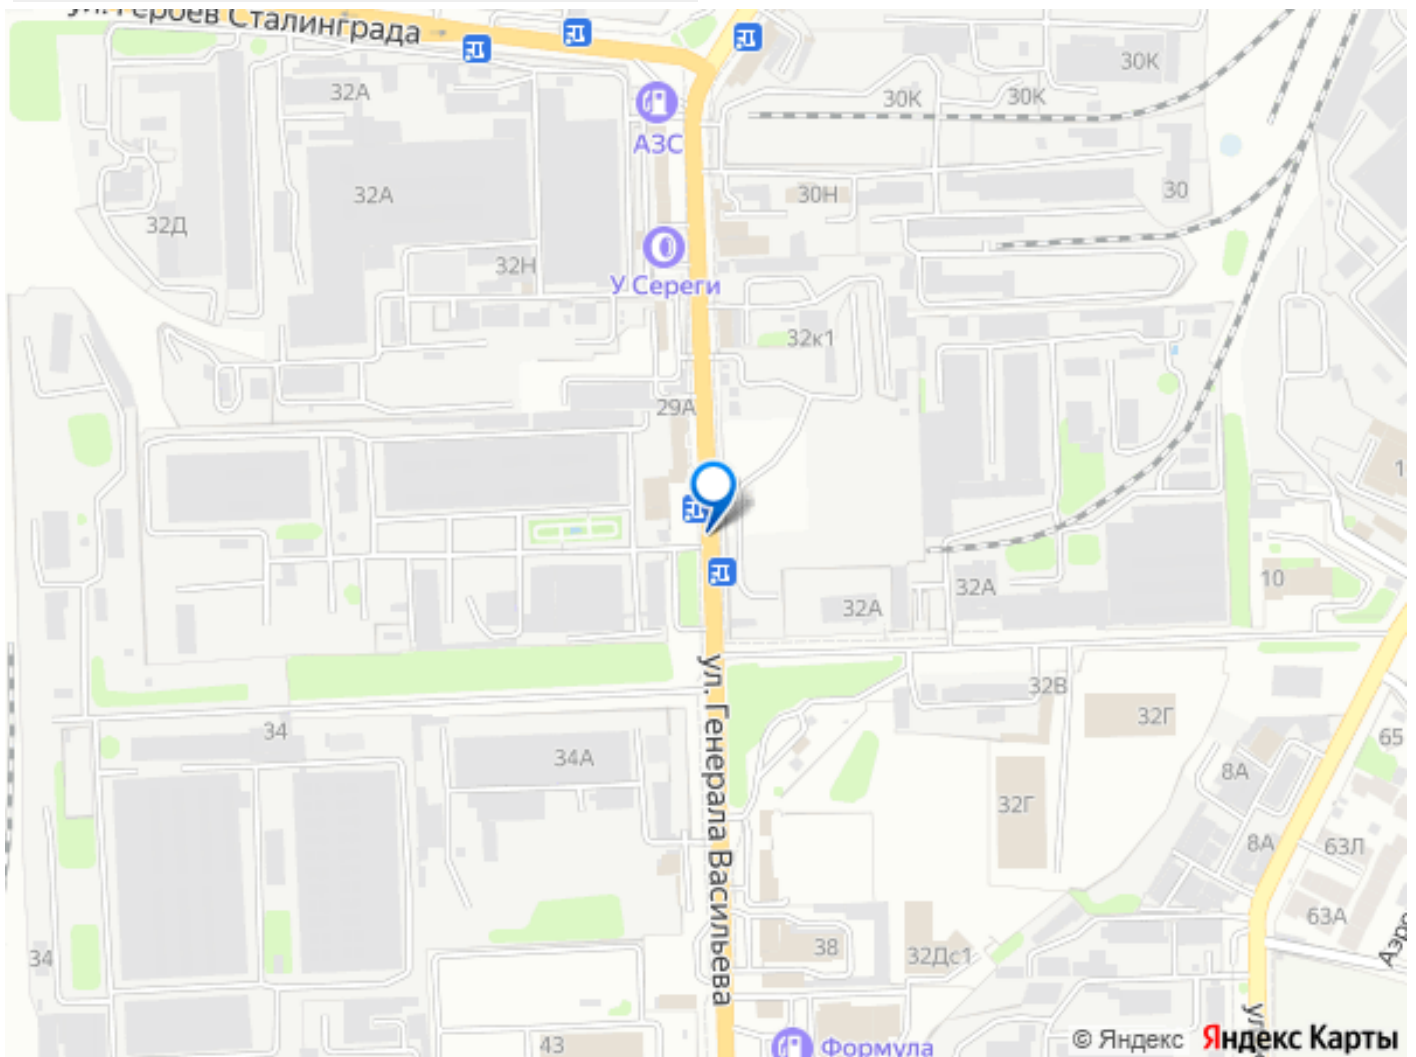 ул. Героев Сталинграда
30К
32А
30К
30К
АЗС
32А
30Н
30
32Д
32Н
У Сереги
32к1
29А
10
32А
32А
32В
32Г
34
ул. Генерала Васильева
65
34А
8А
32Г
8А
63Л
63А
38
32Дс1
34
43
Формула
© Яндекс
Яндекс Карты